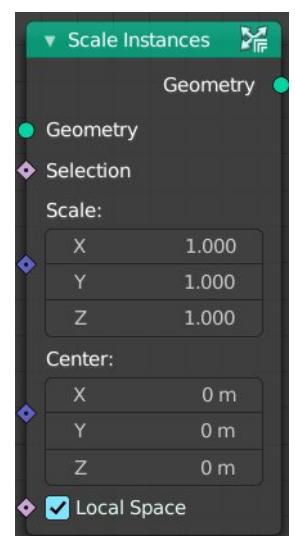 Scale Instances
Geometry
Geometry
Selection
Scale:
X 1.000
Y 1.000
Z 1.000
Center:
X 0 m
Y 0 m
Z 0 m
Local Space